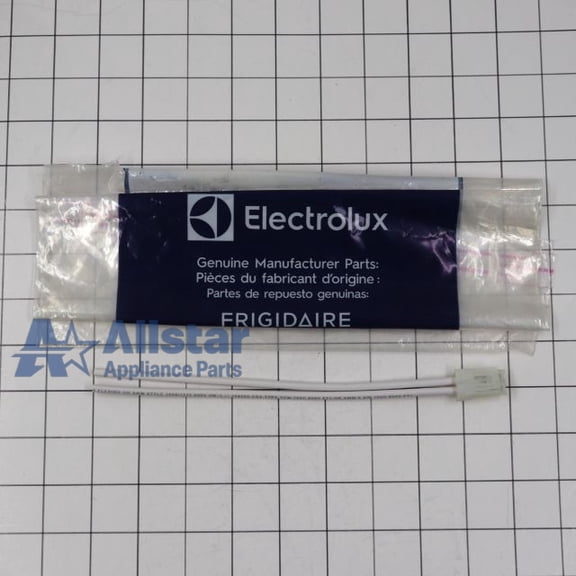 Electrolux
Genuine Manufacturer Parts:
Pièces du fabricant d'origine :
Partes de repuesto genuinas:
FRIGIDAIRE
Allstar
Appliance Parts